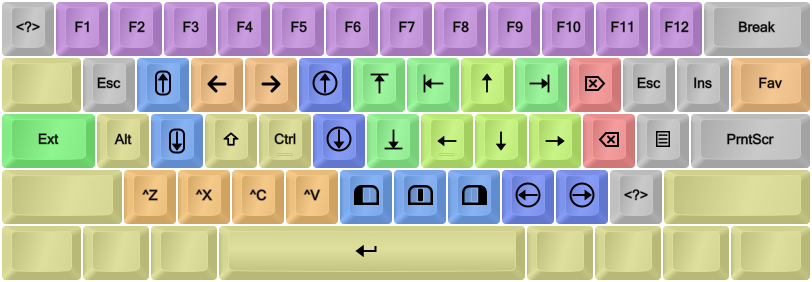 <?> F1 F2 F3 F4 F5 F6 F7 F8 F9 F10 F11 F12 Break
Esc Esc Ins Fav
Ext Alt Ctrl PrntScr
^Z ^X ^C ^V <?>